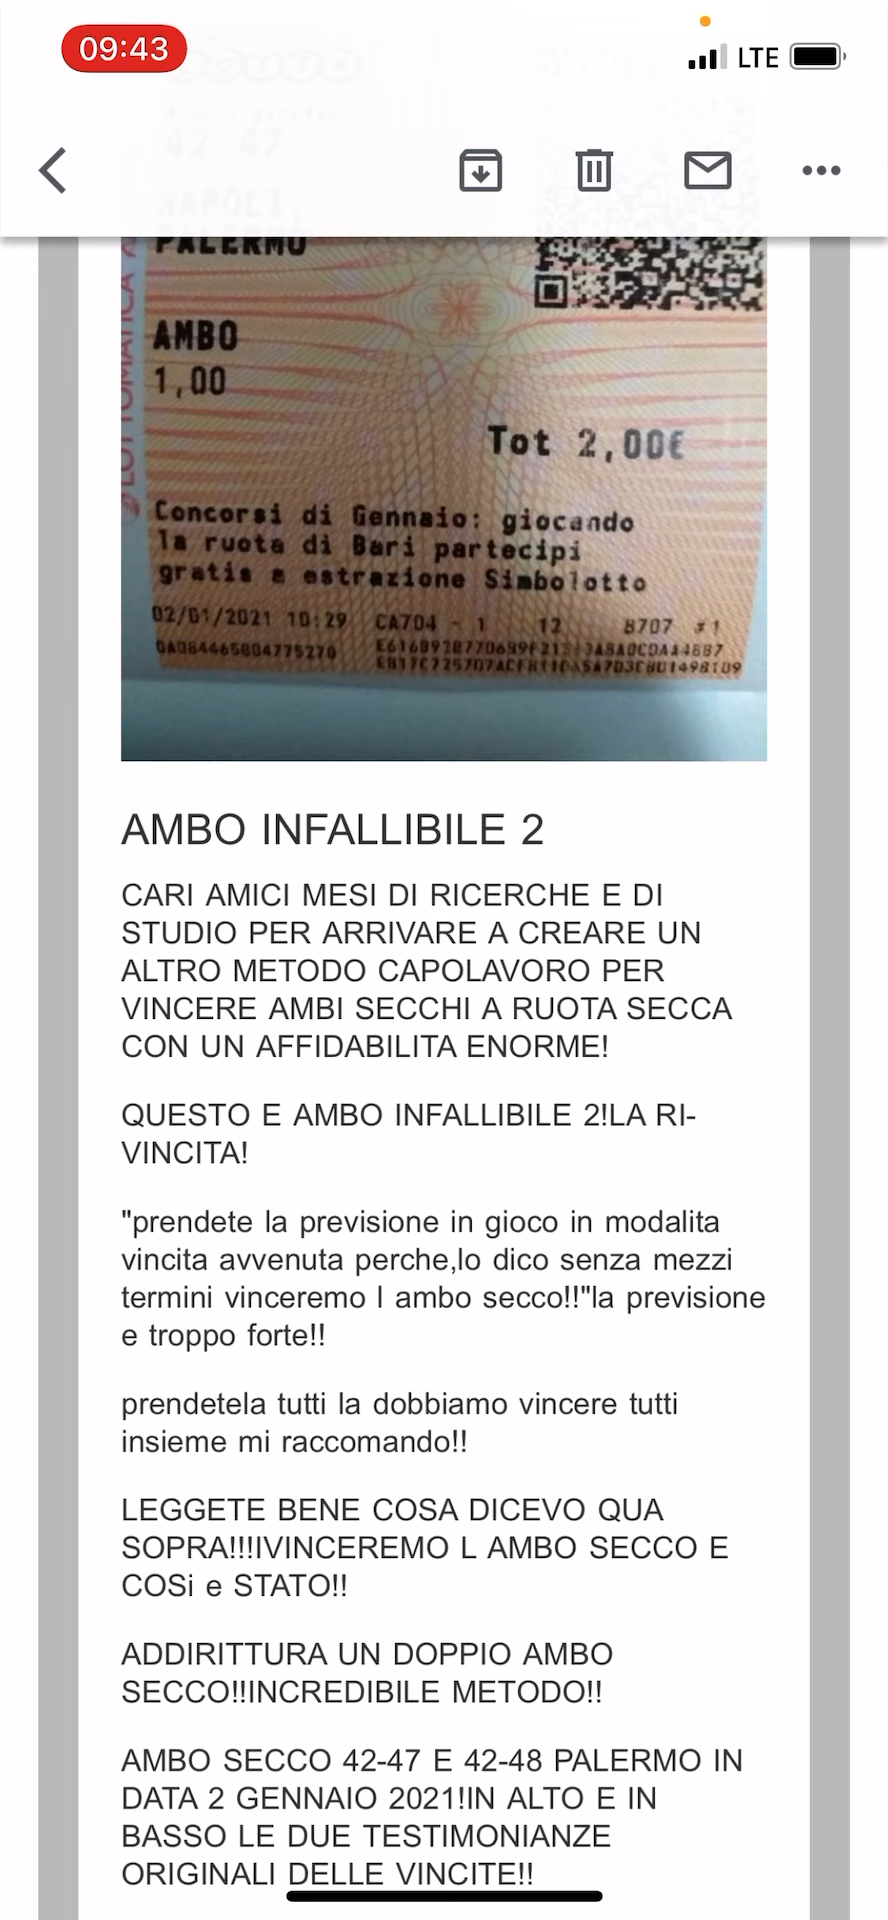 09:43
LTE
42 47
NAPOLI,
PALERMO
AMBO
1,00
Tot 2,00€
Concorsi di Gennaio: giocando
la ruota di Bari partecipi
gratis a estrazione Simbolotto
02/01/2021 10:29 CA704 - 1 12 8707 #1
AMBO INFALLIBILE 2
CARI AMICI MESI DI RICERCHE E DI
STUDIO PER ARRIVARE A CREARE UN
ALTRO METODO CAPOLAVORO PER
VINCERE AMBI SECCHI A RUOTA SECCA
CON UN AFFIDABILITA ENORME!
QUESTO E AMBO INFALLIBILE 2!LA RI-
VINCITA!
"prendete la previsione in gioco in modalita
vincita avvenuta perche,lo dico senza mezzi
termini vinceremo l ambo secco!!"la previsione
e troppo forte!!
prendetela tutti la dobbiamo vincere tutti
insieme mi raccomando!!
LEGGETE BENE COSA DICEVO QUA
SOPRA!!!IVINCEREMO L AMBO SECCO E
COSi e STATO!!
ADDIRITTURA UN DOPPIO AMBO
SECCO!!INCREDIBILE METODO!!
AMBO SECCO 42-47 E 42-48 PALERMO IN
DATA 2 GENNAIO 2021!IN ALTO E IN
BASSO LE DUE TESTIMONIANZE
ORIGINALI DELLE VINCITE!!